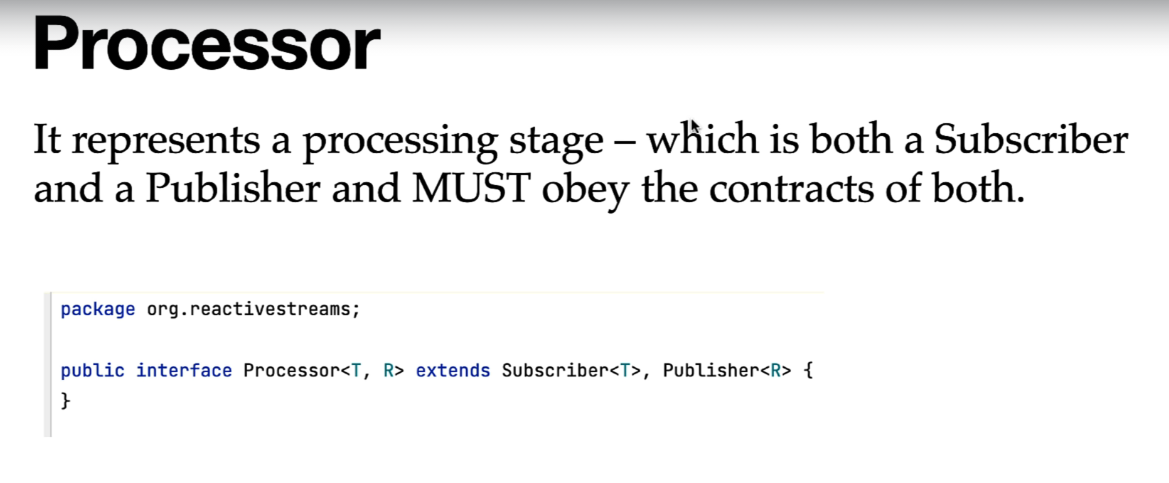 Processor
It represents a processing stage – which is both a Subscriber
and a Publisher and MUST obey the contracts of both.
package org.reactivestreams;
public interface Processor<T, R> extends Subscriber<T>, Publisher<R> {
}